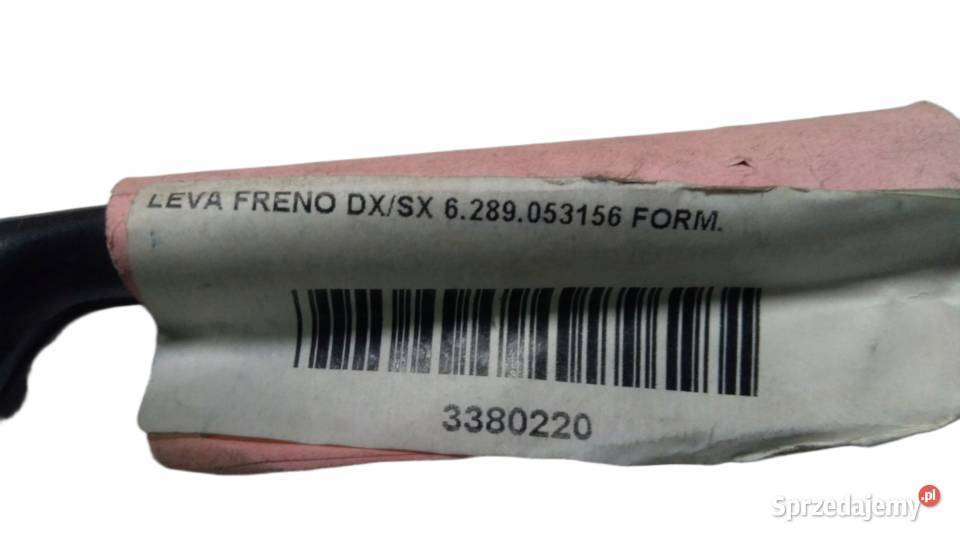 LEVA FRENO DX/SX 6.289.053156 FORM.
3380220
Sprzedajemy.pl